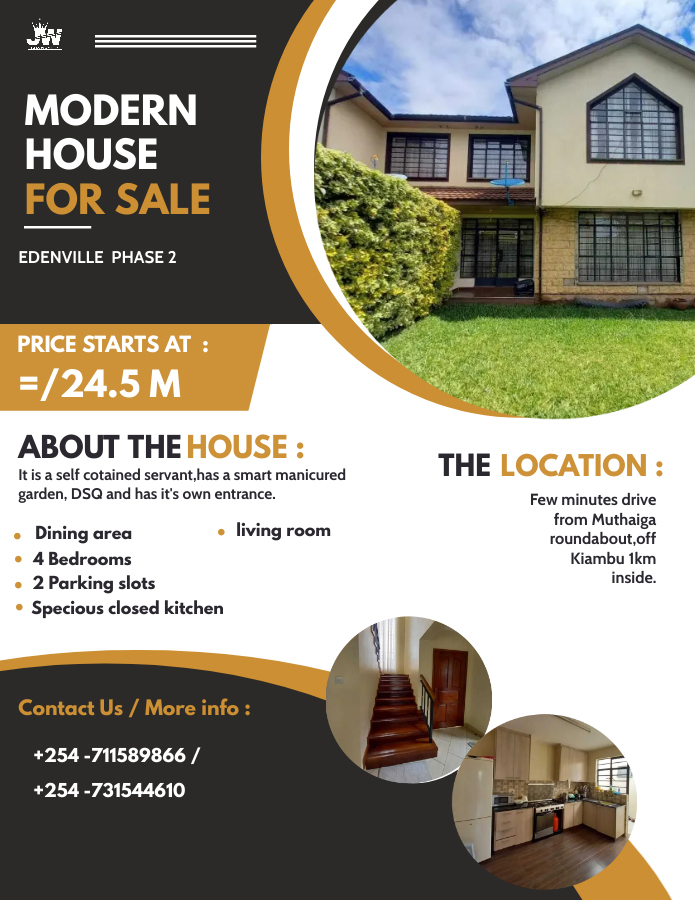 JW
MODERN
HOUSE
FOR SALE
EDENVILLE PHASE 2
PRICE STARTS AT :
=/24.5 M
ABOUT THE HOUSE :
It is a self cotained servant,has a smart manicured
garden, DSQ and has it's own entrance.
Dining area
4 Bedrooms
2 Parking slots
Specious closed kitchen
living room
THE LOCATION :
Few minutes drive
from Muthaiga
roundabout,off
Kiambu 1km
inside.
Contact Us / More info :
+254 -711589866 /
+254 -731544610